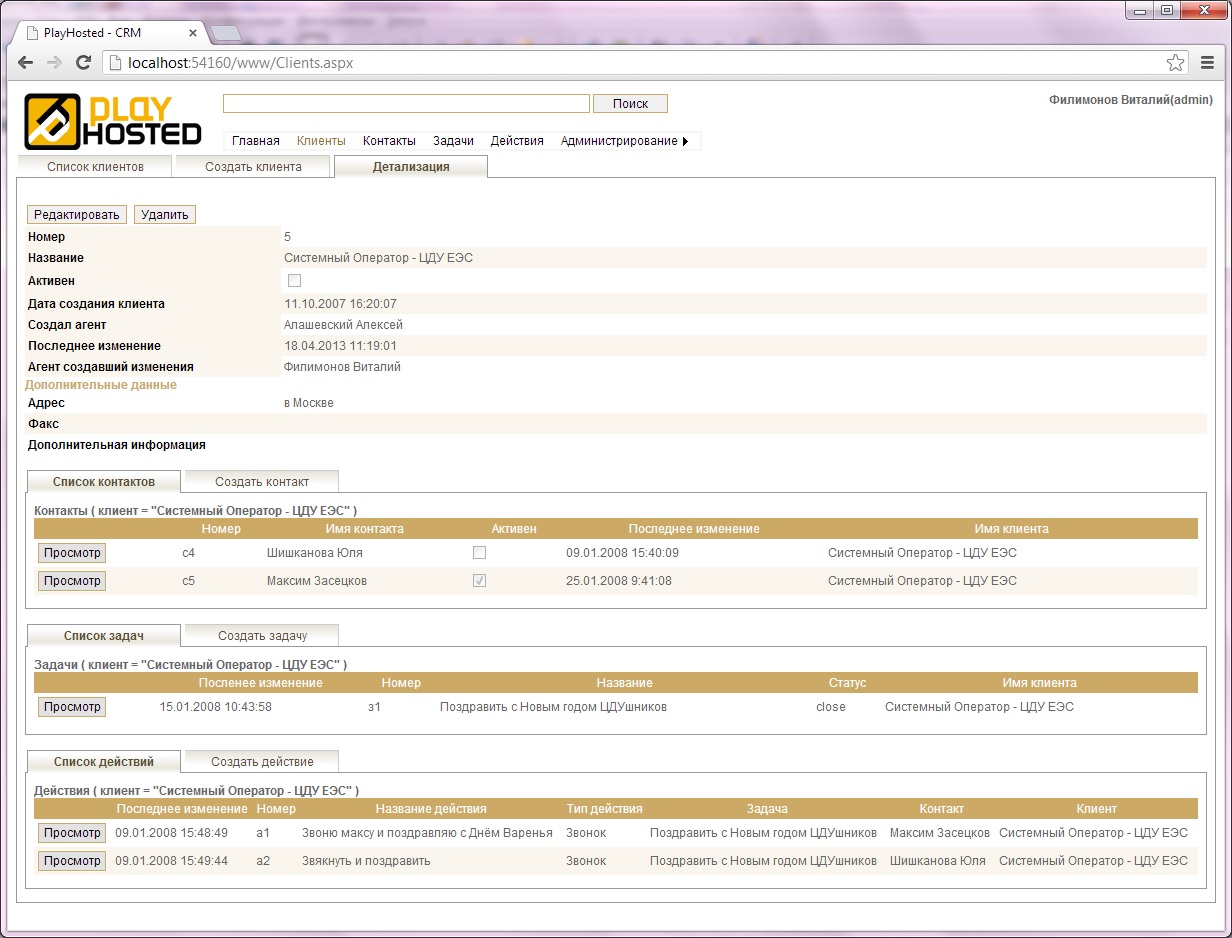 PlayHosted - CRM
localhost:54160/www/Clients.aspx
PLAY HOSTED
Поиск
Филимонов Виталий(admin)
Главная Клиенты Контакты Задачи Действия Администрирование
Список клиентов Создать клиента Детализация
Редактировать Удалить
Номер 5
Название Системный Оператор - ЦДУ ЕЭС
Активен
Дата создания клиента 11.10.2007 16:20:07
Создал агент Алашевский Алексей
Последнее изменение 18.04.2013 11:19:01
Агент создавший изменения Филимонов Виталий
Дополнительные данные
Адрес в Москве
Факс
Дополнительная информация
Список контактов Создать контакт
Контакты ( клиент = "Системный Оператор - ЦДУ ЕЭС" )
Номер Имя контакта Активен Последнее изменение Имя клиента
Просмотр c4 Шишканова Юля 09.01.2008 15:40:09 Системный Оператор - ЦДУ ЕЭС
Просмотр c5 Максим Засецков 25.01.2008 9:41:08 Системный Оператор - ЦДУ ЕЭС
Список задач Создать задачу
Задачи ( клиент = "Системный Оператор - ЦДУ ЕЭС" )
Посленее изменение Номер Название Статус Имя клиента
Просмотр 15.01.2008 10:43:58 з1 Поздравить с Новым годом ЦДУшников close Системный Оператор - ЦДУ ЕЭС
Список действий Создать действие
Действия ( клиент = "Системный Оператор - ЦДУ ЕЭС" )
Последнее изменение Номер Название действия Тип действия Задача Контакт Клиент
Просмотр 09.01.2008 15:48:49 a1 Звоню максу и поздравляю с Днём Варенья Звонок Поздравить с Новым годом ЦДУшников Максим Засецков Системный Оператор - ЦДУ ЕЭС
Просмотр 09.01.2008 15:49:44 a2 Звякнуть и поздравить Звонок Поздравить с Новым годом ЦДУшников Шишканова Юля Системный Оператор - ЦДУ ЕЭС